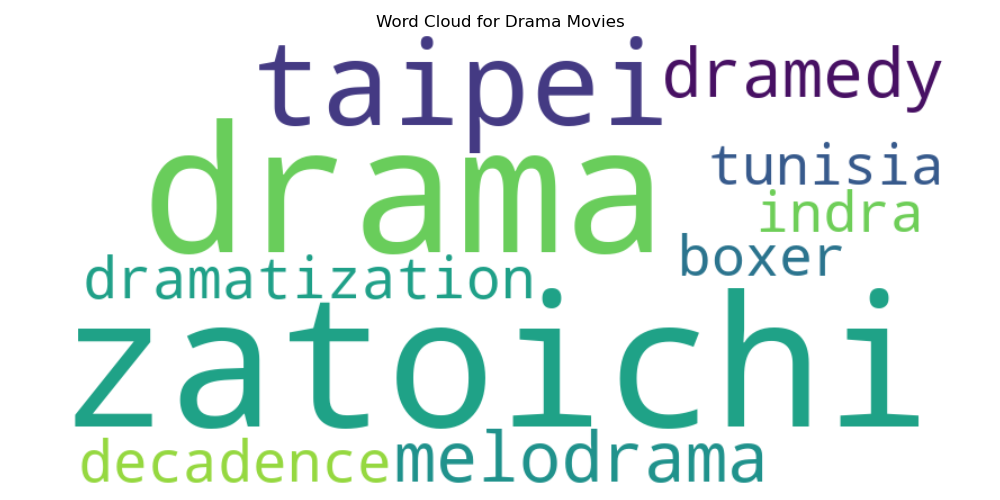 Word Cloud for Drama Movies
taipei dramedy
drama tunisia
indra
dramatization boxer
zatoichi
decadence melodrama